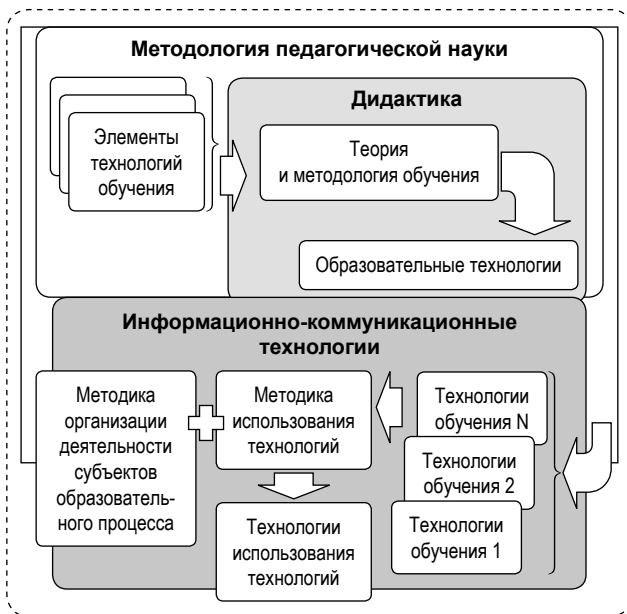 Методология педагогической науки
Дидактика
Элементы
технологий
обучения
Теория
и методология обучения
Образовательные технологии
Информационно-коммуникационные
технологии
Методика
организации
деятельности
субъектов
образователь-
ного процесса
Методика
использования
технологий
Технологии
обучения N
Технологии
обучения 2
Технологии
обучения 1
Технологии
использования
технологий